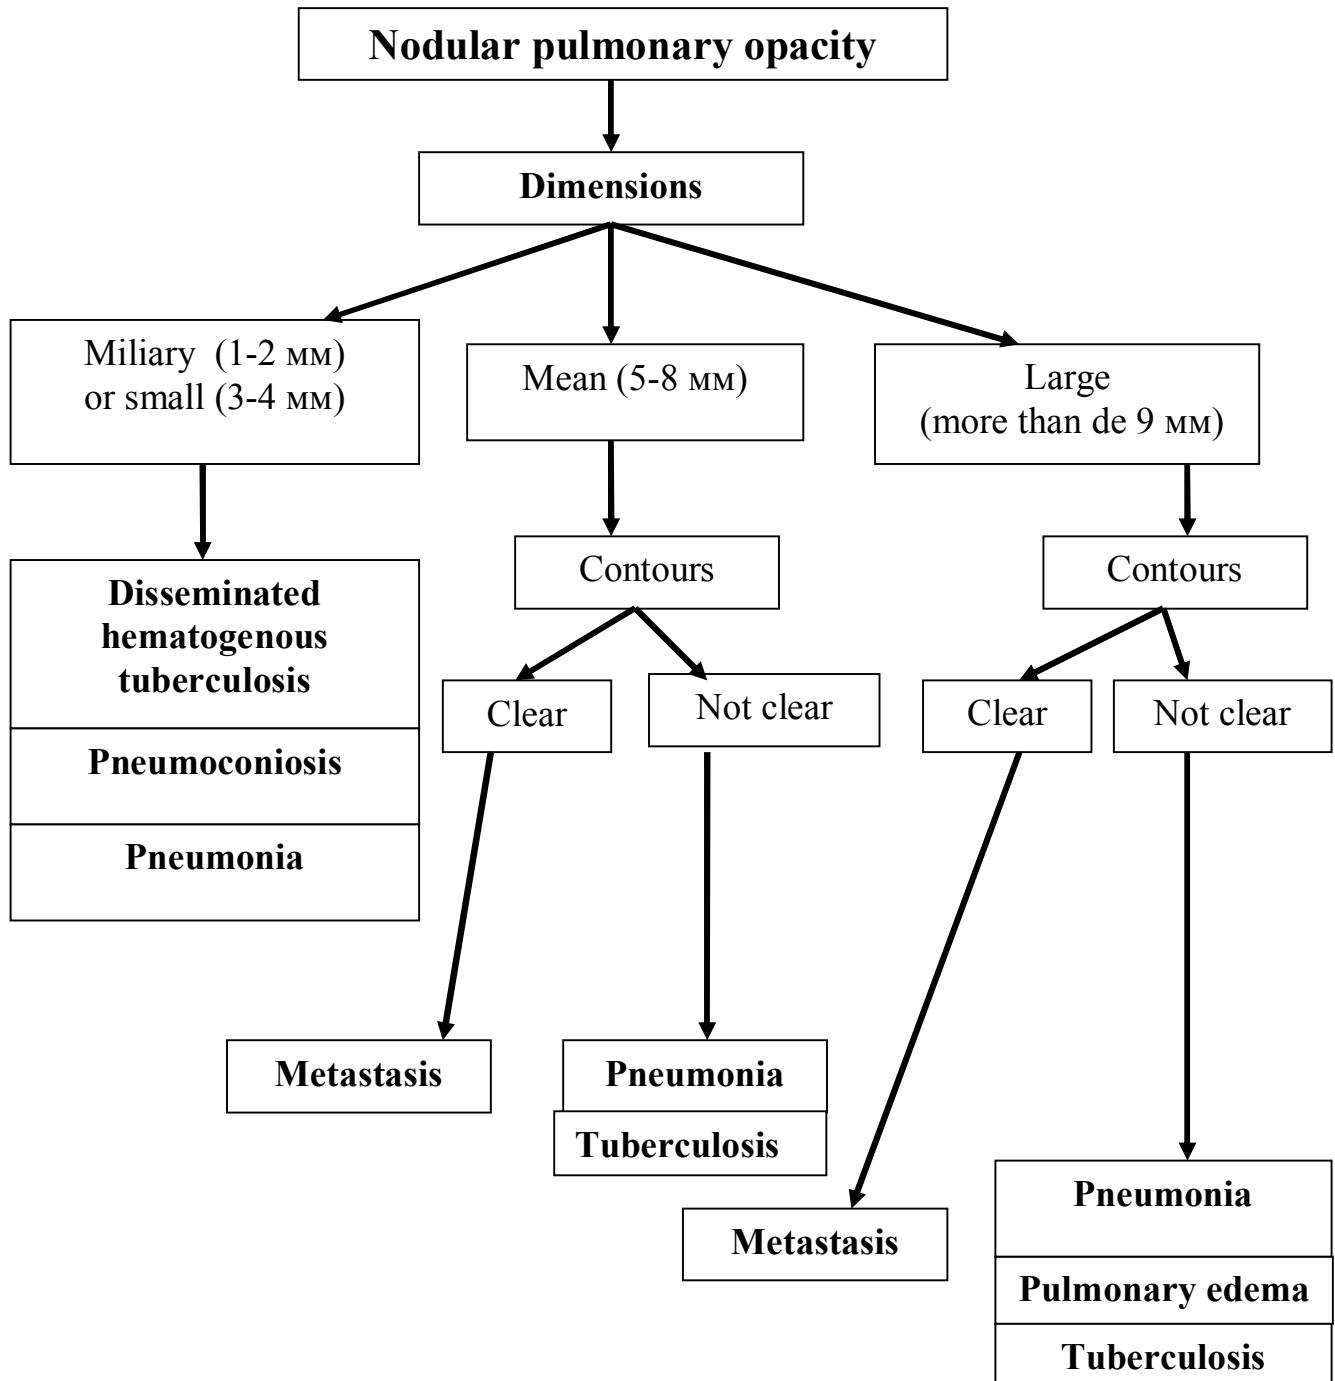 Nodular pulmonary opacity
Dimensions
Miliary (1-2 мм)
or small (3-4 мм)
Mean (5-8 мм)
Large
(more than de 9 мм)
Disseminated
hematogenous
tuberculosis
Pneumoconiosis
Pneumonia
Contours
Clear
Not clear
Contours
Clear
Not clear
Metastasis
Pneumonia
Tuberculosis
Metastasis
Pneumonia
Pulmonary edema
Tuberculosis